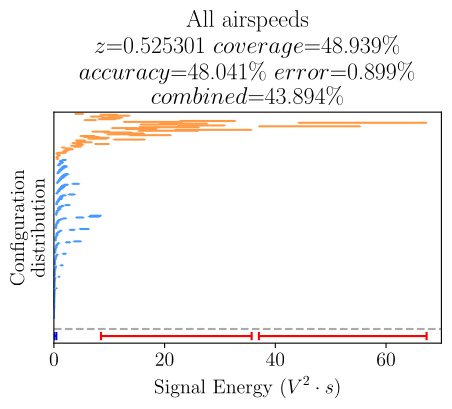 All airspeeds
z=0.525301 coverage=48.939%
accuracy=48.041% error=0.899%
combined=43.894%
Configuration
distribution
0 20 40 60
Signal Energy (V² · s)